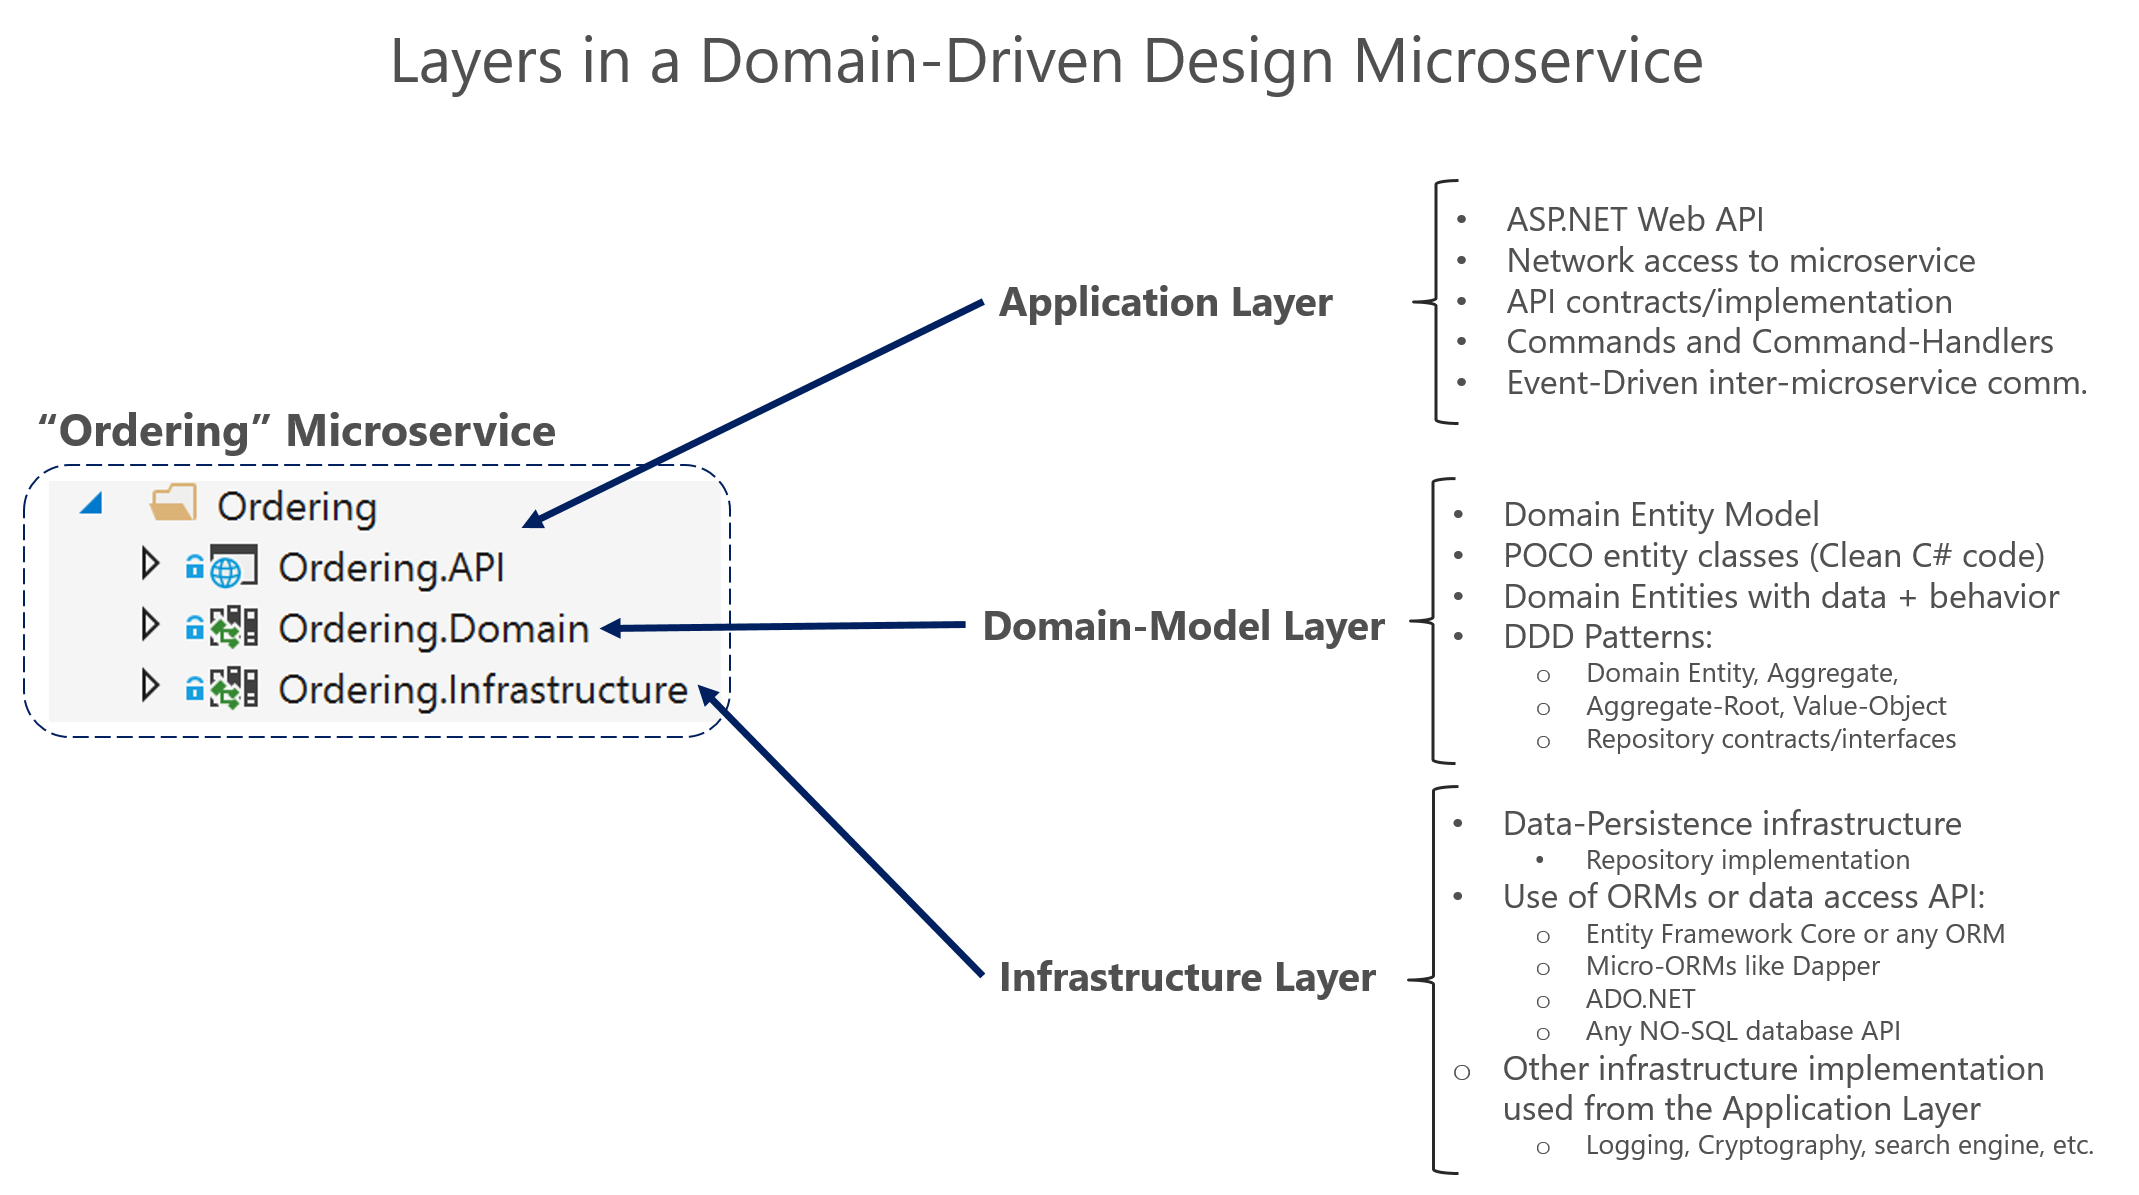 Layers in a Domain-Driven Design Microservice
“Ordering” Microservice
Ordering
Ordering.API
Ordering.Domain
Ordering.Infrastructure
Application Layer
• ASP.NET Web API
• Network access to microservice
• API contracts/implementation
• Commands and Command-Handlers
• Event-Driven inter-microservice comm.
Domain-Model Layer
• Domain Entity Model
• POCO entity classes (Clean C# code)
• Domain Entities with data + behavior
• DDD Patterns:
o Domain Entity, Aggregate,
o Aggregate-Root, Value-Object
o Repository contracts/interfaces
Infrastructure Layer
• Data-Persistence infrastructure
• Repository implementation
• Use of ORMs or data access API:
o Entity Framework Core or any ORM
o Micro-ORMs like Dapper
o ADO.NET
o Any NO-SQL database API
o Other infrastructure implementation
used from the Application Layer
o Logging, Cryptography, search engine, etc.